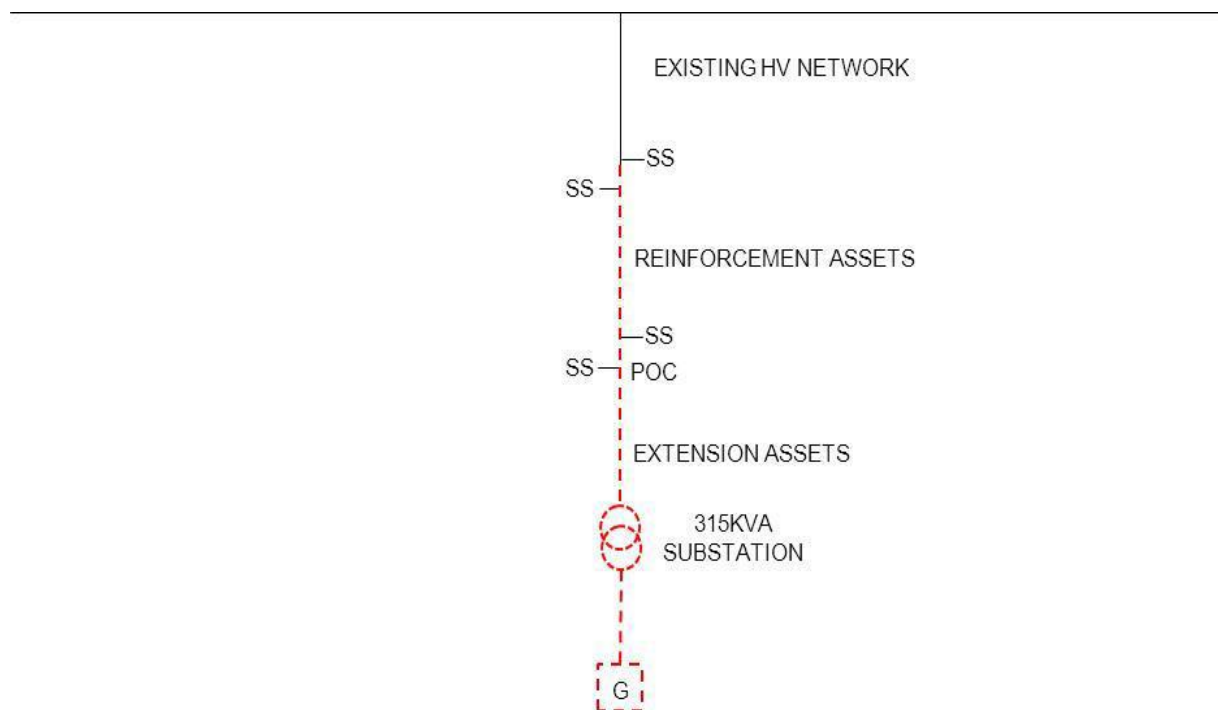 EXISTING HV NETWORK
SS
SS
REINFORCEMENT ASSETS
SS
SS
POC
EXTENSION ASSETS
315KVA
SUBSTATION
G